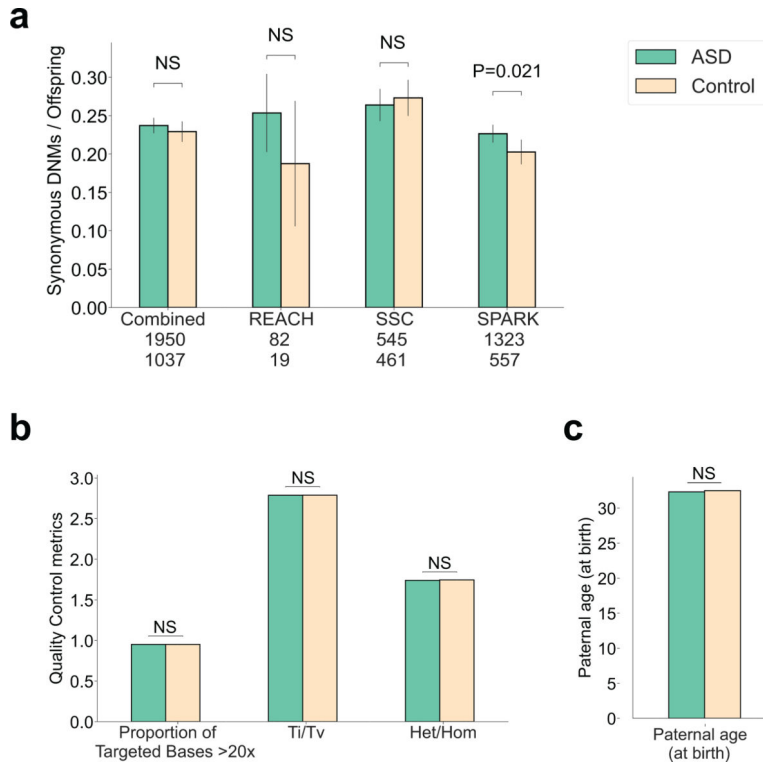 a
NS
NS
NS
P=0.021
ASD
Control
Synonymous DNMs / Offspring
0.30
0.25
0.20
0.15
0.10
0.05
0.00
Combined REACH SSC SPARK
1950 82 545 1323
1037 19 461 557
b
c
Quality Control metrics
3.0
2.5
2.0
1.5
1.0
0.5
0.0
NS
NS
NS
Proportion of
Targeted Bases >20x
Ti/Tv
Het/Hom
Paternal age (at birth)
NS
30
25
20
15
10
5
0
Paternal age
(at birth)